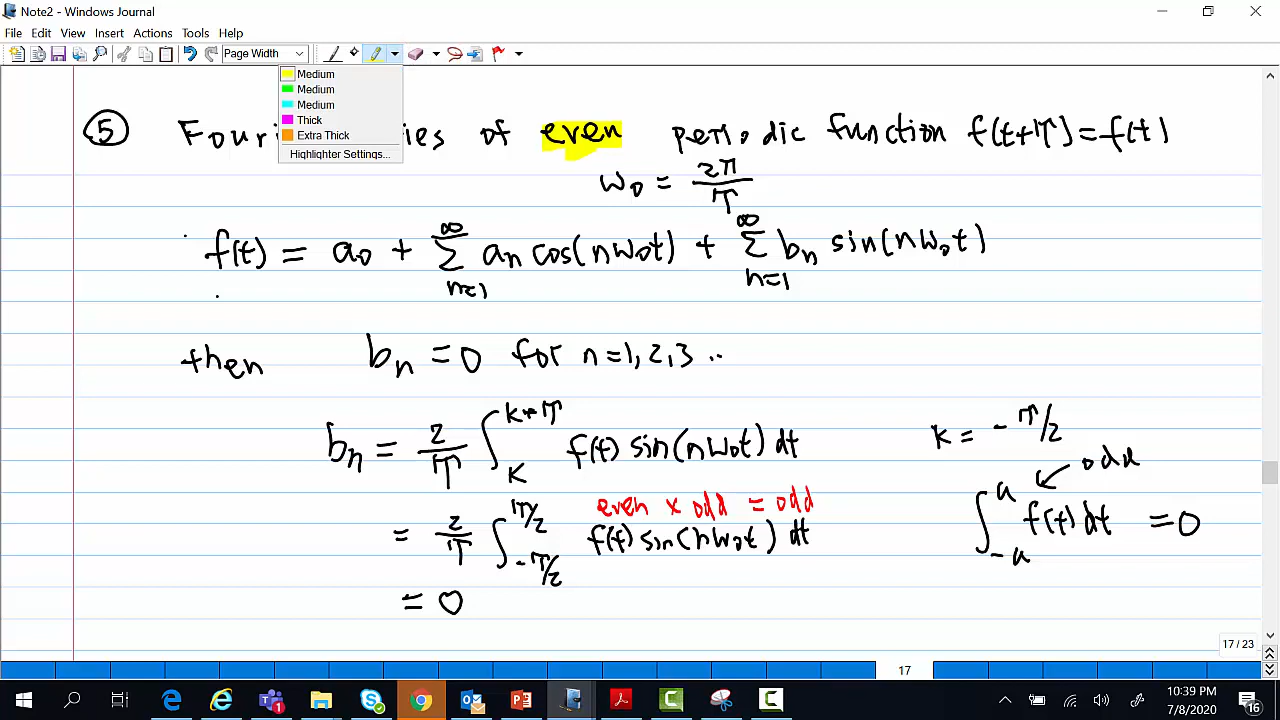 Note2 - Windows Journal
File Edit View Insert Actions Tools Help
Page Width
Medium
Medium
Medium
Thick
Extra Thick
Highlighter Settings...
⑤ Fouri ies of even periodic function f(t+T)=f(t)
ω₀ = 2π/T
f(t) = a₀ + Σ_{n=1}^{∞} aₙ cos(nω₀t) + Σ_{n=1}^{∞} bₙ sin(nω₀t)
then bₙ = 0 for n=1,2,3 ..
bₙ = 2/T ∫_{K}^{K+T} f(t) sin(nω₀t) dt
K = -T/2
odd
even x odd = odd
= 2/T ∫_{-T/2}^{T/2} f(t) sin(nω₀t) dt
∫_{-a}^{a} f(t) dt = 0
= 0
17 / 23
17
10:39 PM
7/8/2020
16